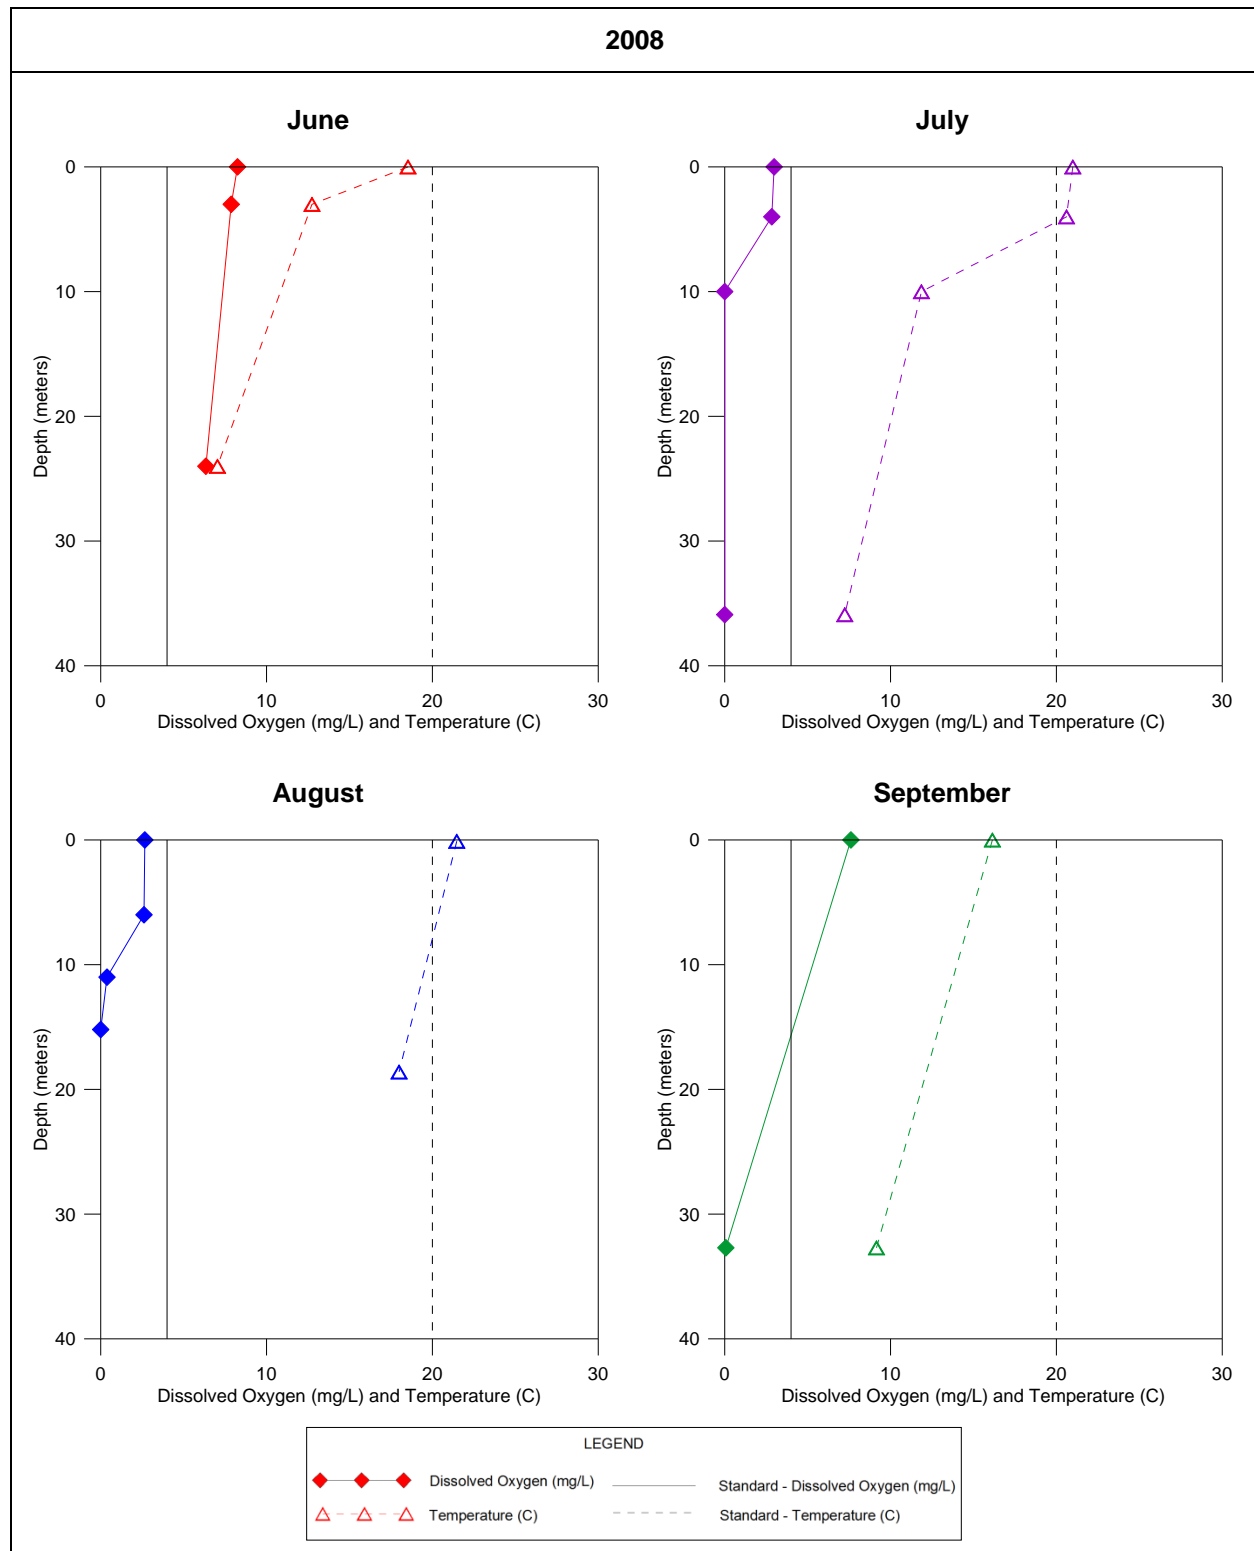 2008
June
July
0
10
20
30
40
Depth (meters)
0
10
20
30
Dissolved Oxygen (mg/L) and Temperature (C)
0
10
20
30
40
Depth (meters)
0
10
20
30
Dissolved Oxygen (mg/L) and Temperature (C)
August
September
0
10
20
30
40
Depth (meters)
0
10
20
30
Dissolved Oxygen (mg/L) and Temperature (C)
0
10
20
30
40
Depth (meters)
0
10
20
30
Dissolved Oxygen (mg/L) and Temperature (C)
LEGEND
Dissolved Oxygen (mg/L)
Standard - Dissolved Oxygen (mg/L)
Temperature (C)
Standard - Temperature (C)